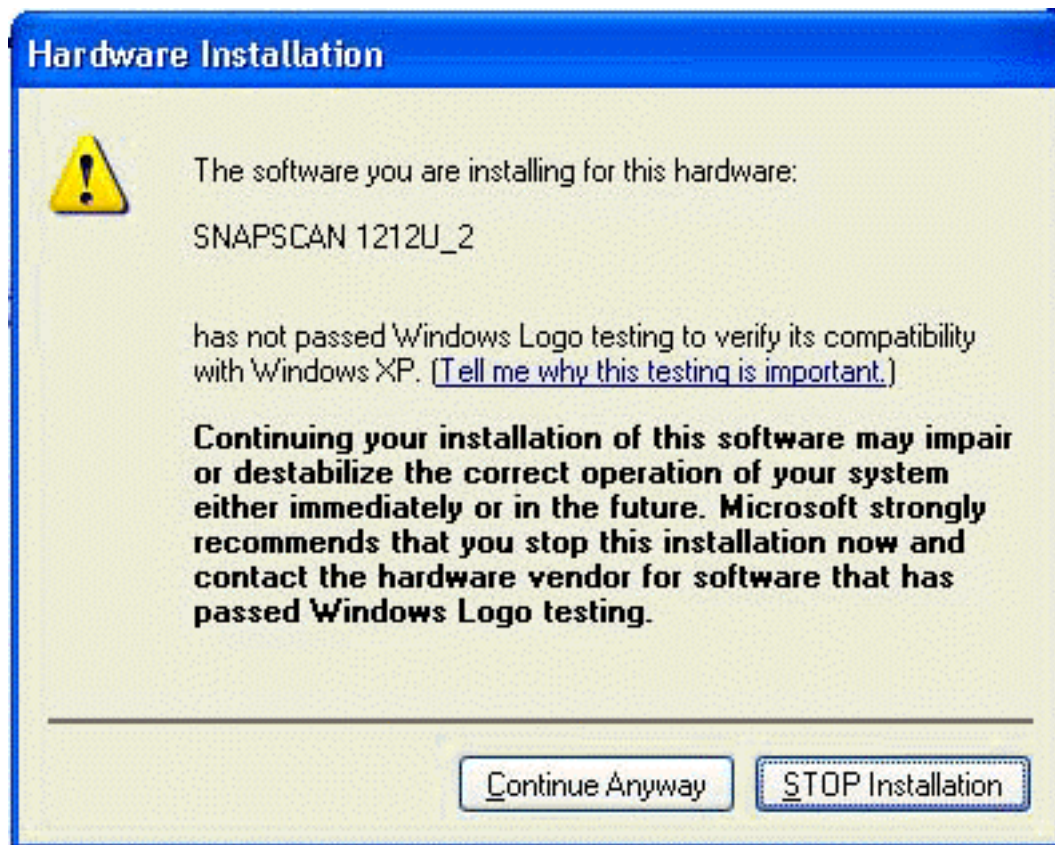 Hardware Installation
The software you are installing for this hardware:
SNAPSCAN 1212U_2
has not passed Windows Logo testing to verify its compatibility
with Windows XP. (Tell me why this testing is important.)
Continuing your installation of this software may impair
or destabilize the correct operation of your system
either immediately or in the future. Microsoft strongly
recommends that you stop this installation now and
contact the hardware vendor for software that has
passed Windows Logo testing.
Continue Anyway
STOP Installation